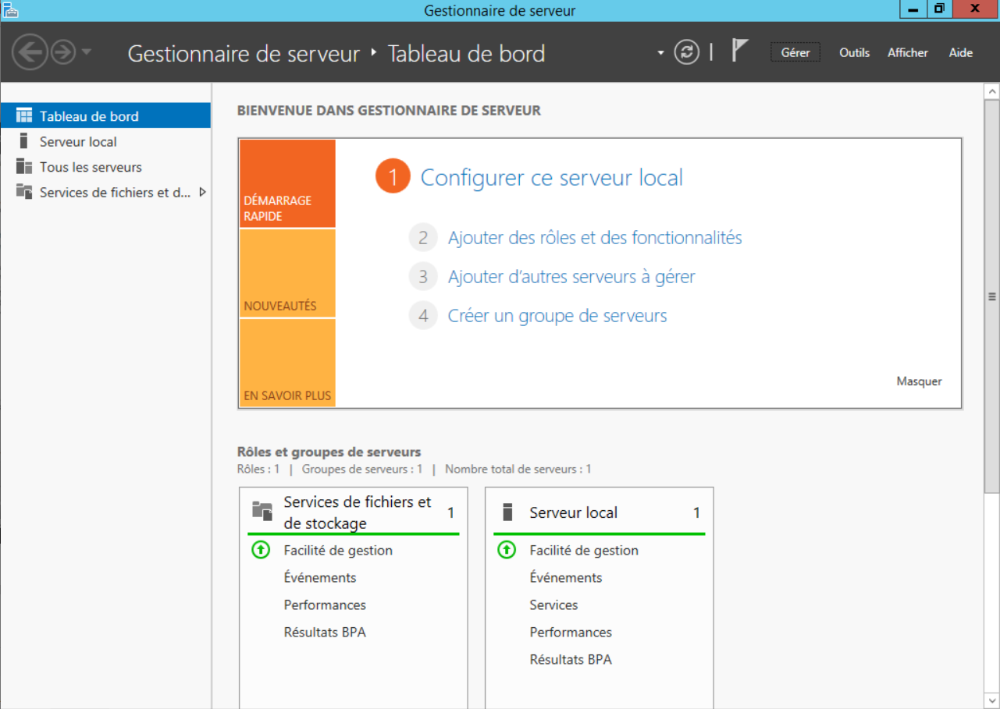 Gestionnaire de serveur
Gestionnaire de serveur ‣ Tableau de bord
Gérer Outils Afficher Aide
Tableau de bord
Serveur local
Tous les serveurs
Services de fichiers et d...
BIENVENUE DANS GESTIONNAIRE DE SERVEUR
DÉMARRAGE
RAPIDE
NOUVEAUTÉS
EN SAVOIR PLUS
1 Configurer ce serveur local
2 Ajouter des rôles et des fonctionnalités
3 Ajouter d’autres serveurs à gérer
4 Créer un groupe de serveurs
Masquer
Rôles et groupes de serveurs
Rôles : 1 | Groupes de serveurs : 1 | Nombre total de serveurs : 1
Services de fichiers et
de stockage
1
Facilité de gestion
Événements
Performances
Résultats BPA
Serveur local 1
Facilité de gestion
Événements
Services
Performances
Résultats BPA